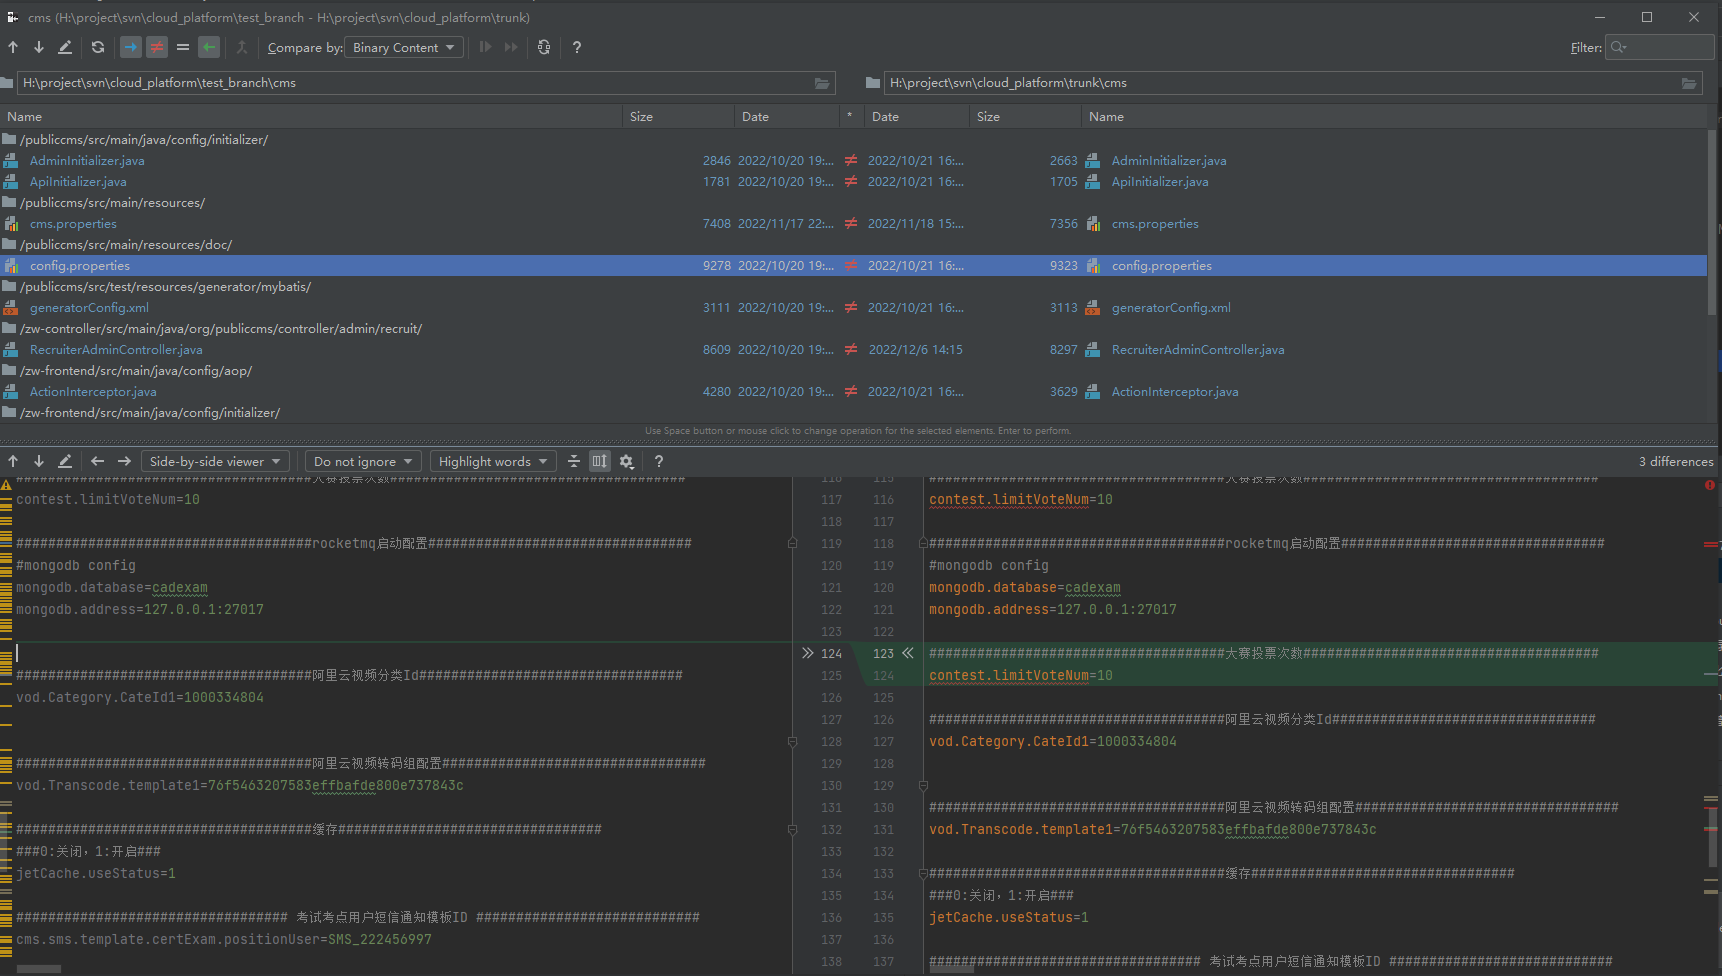 cms (H:\project\svn\cloud_platform\test_branch - H:\project\svn\cloud_platform\trunk)
Compare by: Binary Content
Filter:
H:\project\svn\cloud_platform\test_branch\cms
H:\project\svn\cloud_platform\trunk\cms
Name Size Date * Date Size Name
/publiccms/src/main/java/config/initializer/
AdminInitializer.java 2846 2022/10/20 19:... ≠ 2022/10/21 16:... 2663 AdminInitializer.java
ApiInitializer.java 1781 2022/10/20 19:... ≠ 2022/10/21 16:... 1705 ApiInitializer.java
/publiccms/src/main/resources/
cms.properties 7408 2022/11/17 22:... ≠ 2022/11/18 15:... 7356 cms.properties
/publiccms/src/main/resources/doc/
config.properties 9278 2022/10/20 19:... ≠ 2022/10/21 16:... 9323 config.properties
/publiccms/src/test/resources/generator/mybatis/
generatorConfig.xml 3111 2022/10/20 19:... ≠ 2022/10/21 16:... 3113 generatorConfig.xml
/zw-controller/src/main/java/org/publiccms/controller/admin/recruit/
RecruiterAdminController.java 8609 2022/10/20 19:... ≠ 2022/12/6 14:15 8297 RecruiterAdminController.java
/zw-frontend/src/main/java/config/aop/
ActionInterceptor.java 4280 2022/10/20 19:... ≠ 2022/10/21 16:... 3629 ActionInterceptor.java
/zw-frontend/src/main/java/config/initializer/
Use Space button or mouse click to change operation for the selected elements. Enter to perform.
Side-by-side viewer Do not ignore Highlight words ? 3 differences
#####################################大赛投票次数##################################### 116 115 #####################################大赛投票次数#####################################
contest.limitVoteNum=10 117 116 contest.limitVoteNum=10
118 117
#####################################rocketmq启动配置################################# 119 118 #####################################rocketmq启动配置#################################
#mongodb config 120 119 #mongodb config
mongodb.database=cadexam 121 120 mongodb.database=cadexam
mongodb.address=127.0.0.1:27017 122 121 mongodb.address=127.0.0.1:27017
123 122
124 123 #####################################大赛投票次数#####################################
#####################################阿里云视频分类Id################################# 125 124 contest.limitVoteNum=10
vod.Category.CateId1=1000334804 126 125
127 126 #####################################阿里云视频分类Id#################################
128 127 vod.Category.CateId1=1000334804
#####################################阿里云视频转码组配置################################# 129 128
vod.Transcode.template1=76f5463207583effbafde800e737843c 130 129
131 130 #####################################阿里云视频转码组配置#################################
#####################################缓存################################# 132 131 vod.Transcode.template1=76f5463207583effbafde800e737843c
###0:关闭，1:开启### 133 132
jetCache.useStatus=1 134 133 #####################################缓存#################################
135 134 ###0:关闭，1:开启###
################################## 考试考点用户短信通知模板ID ############################ 136 135 jetCache.useStatus=1
cms.sms.template.certExam.positionUser=SMS_222456997 137 136
138 137 ################################## 考试考点用户短信通知模板ID ############################